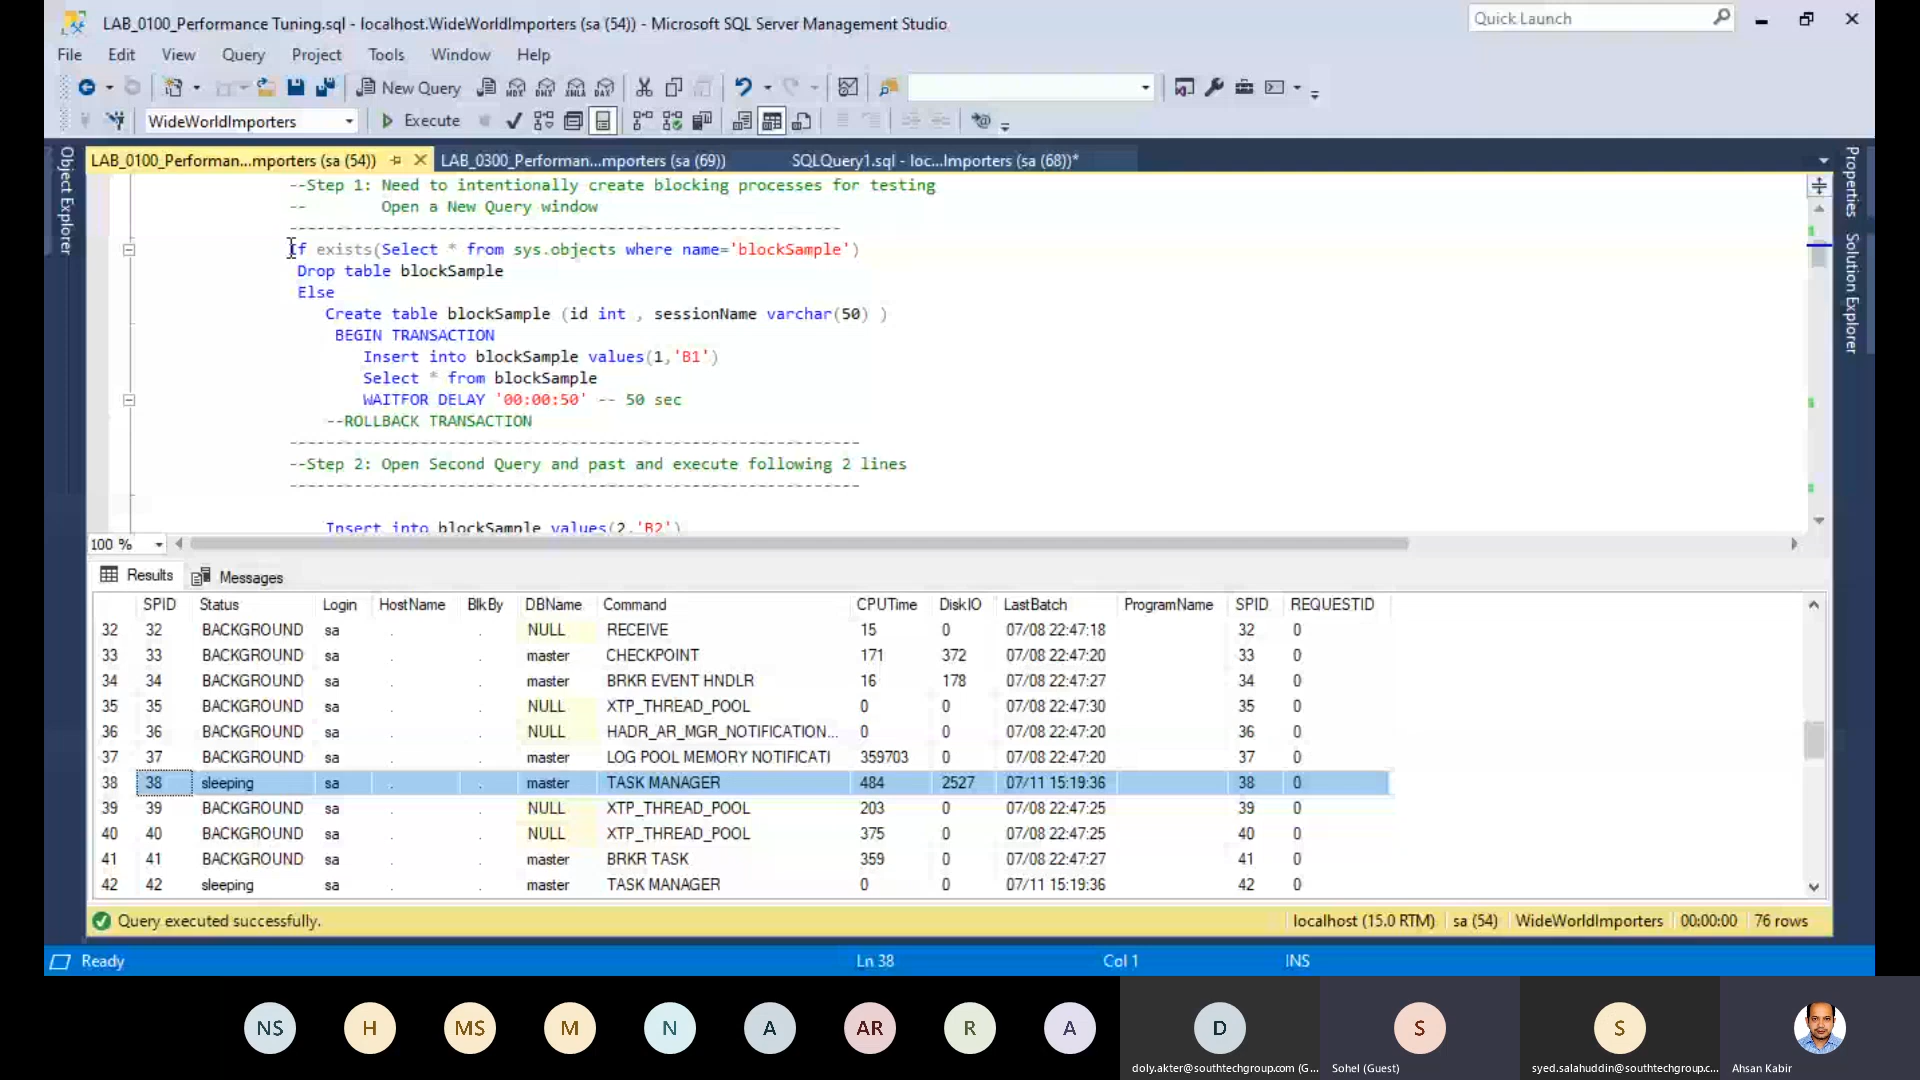 LAB_0100_Performance Tuning.sql - localhost.WideWorldImporters (sa (54)) - Microsoft SQL Server Management Studio
Quick Launch
File Edit View Query Project Tools Window Help
New Query
WideWorldImporters Execute
LAB_0100_Performan...mporters (sa (54)) LAB_0300_Performan...mporters (sa (69)) SQLQuery1.sql - loc...Importers (sa (68))*
Object Explorer
Properties
Solution Explorer
--Step 1: Need to intentionally create blocking processes for testing
-- Open a New Query window
If exists(Select * from sys.objects where name='blockSample')
Drop table blockSample
Else
Create table blockSample (id int , sessionName varchar(50) )
BEGIN TRANSACTION
Insert into blockSample values(1,'B1')
Select * from blockSample
WAITFOR DELAY '00:00:50' -- 50 sec
--ROLLBACK TRANSACTION
--Step 2: Open Second Query and past and execute following 2 lines
Insert into blockSample values(2,'B2')
100 %
Results Messages
SPID Status Login HostName BlkBy DBName Command CPUTime DiskIO LastBatch ProgramName SPID REQUESTID
32 32 BACKGROUND sa . . NULL RECEIVE 15 0 07/08 22:47:18 32 0
33 33 BACKGROUND sa . . master CHECKPOINT 171 372 07/08 22:47:20 33 0
34 34 BACKGROUND sa . . master BRKR EVENT HNDLR 16 178 07/08 22:47:27 34 0
35 35 BACKGROUND sa . . NULL XTP_THREAD_POOL 0 0 07/08 22:47:30 35 0
36 36 BACKGROUND sa . . NULL HADR_AR_MGR_NOTIFICATION... 0 0 07/08 22:47:20 36 0
37 37 BACKGROUND sa . . master LOG POOL MEMORY NOTIFICATI 359703 0 07/08 22:47:20 37 0
38 38 sleeping sa . . master TASK MANAGER 484 2527 07/11 15:19:36 38 0
39 39 BACKGROUND sa . . NULL XTP_THREAD_POOL 203 0 07/08 22:47:25 39 0
40 40 BACKGROUND sa . . NULL XTP_THREAD_POOL 375 0 07/08 22:47:25 40 0
41 41 BACKGROUND sa . . master BRKR TASK 359 0 07/08 22:47:27 41 0
42 42 sleeping sa . . master TASK MANAGER 0 0 07/11 15:19:36 42 0
Query executed successfully. localhost (15.0 RTM) sa (54) WideWorldImporters 00:00:00 76 rows
Ready Ln 38 Col 1 INS
NS H MS M N A AR R A D S S
doly.akter@southtechgroup.com (G... Sohel (Guest) syed.salahuddin@southtechgroup.c... Ahsan Kabir